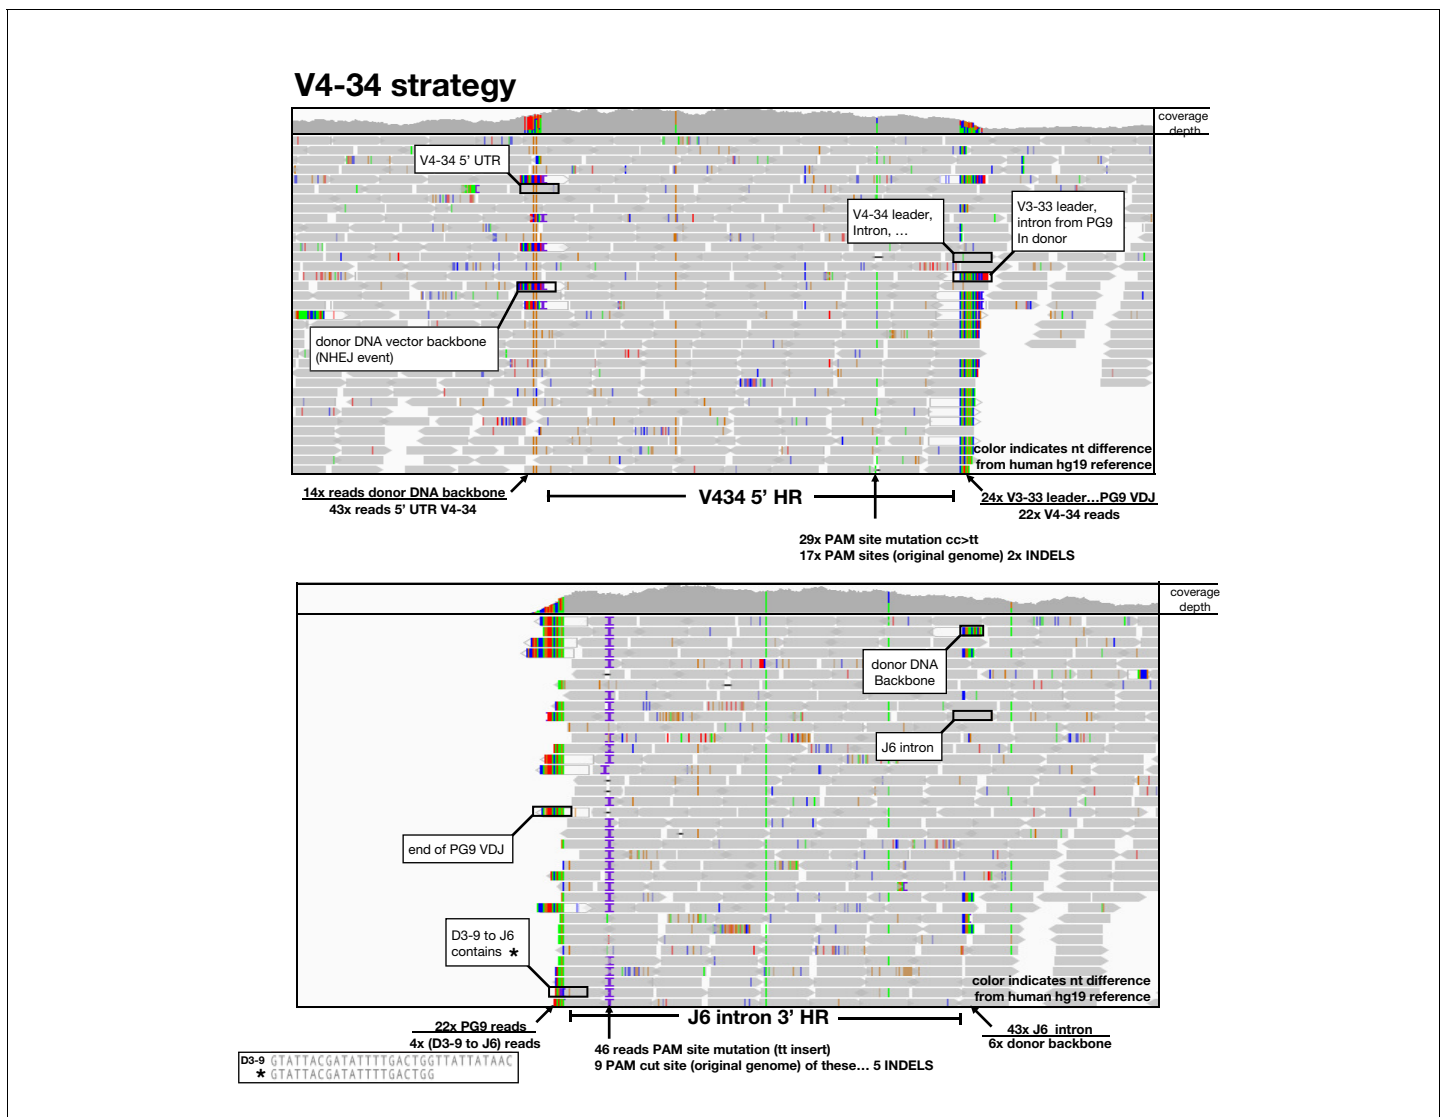 V4-34 strategy
coverage
depth
V4-34 5' UTR
V4-34 leader,
Intron, ...
V3-33 leader,
intron from PG9
In donor
donor DNA vector backbone
(NHEJ event)
color indicates nt difference
from human hg19 reference
14x reads donor DNA backbone
43x reads 5' UTR V4-34
V434 5' HR
24x V3-33 leader...PG9 VDJ
22x V4-34 reads
29x PAM site mutation cc>tt
17x PAM sites (original genome) 2x INDELS
coverage
depth
donor DNA
Backbone
J6 intron
end of PG9 VDJ
D3-9 to J6
contains *
color indicates nt difference
from human hg19 reference
22x PG9 reads
4x (D3-9 to J6) reads
J6 intron 3' HR
43x J6 intron
6x donor backbone
46 reads PAM site mutation (tt insert)
9 PAM cut site (original genome) of these... 5 INDELS
D3-9 GTATTACGATATTTTGACTGGTTATTATAAC
* GTATTACGATATTTTGACTGG